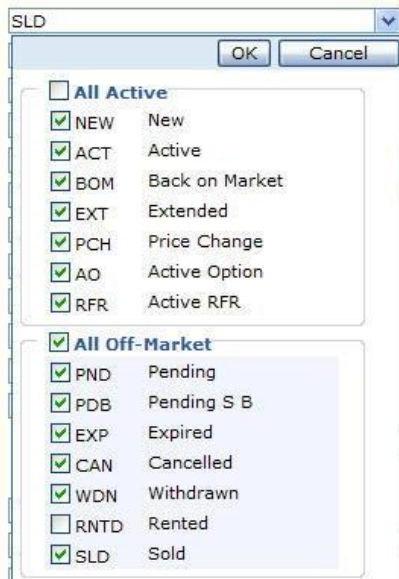 SLD
OK Cancel
All Active
NEW New
ACT Active
BOM Back on Market
EXT Extended
PCH Price Change
AO Active Option
RFR Active RFR
All Off-Market
PND Pending
PDB Pending S B
EXP Expired
CAN Cancelled
WDN Withdrawn
RNTD Rented
SLD Sold